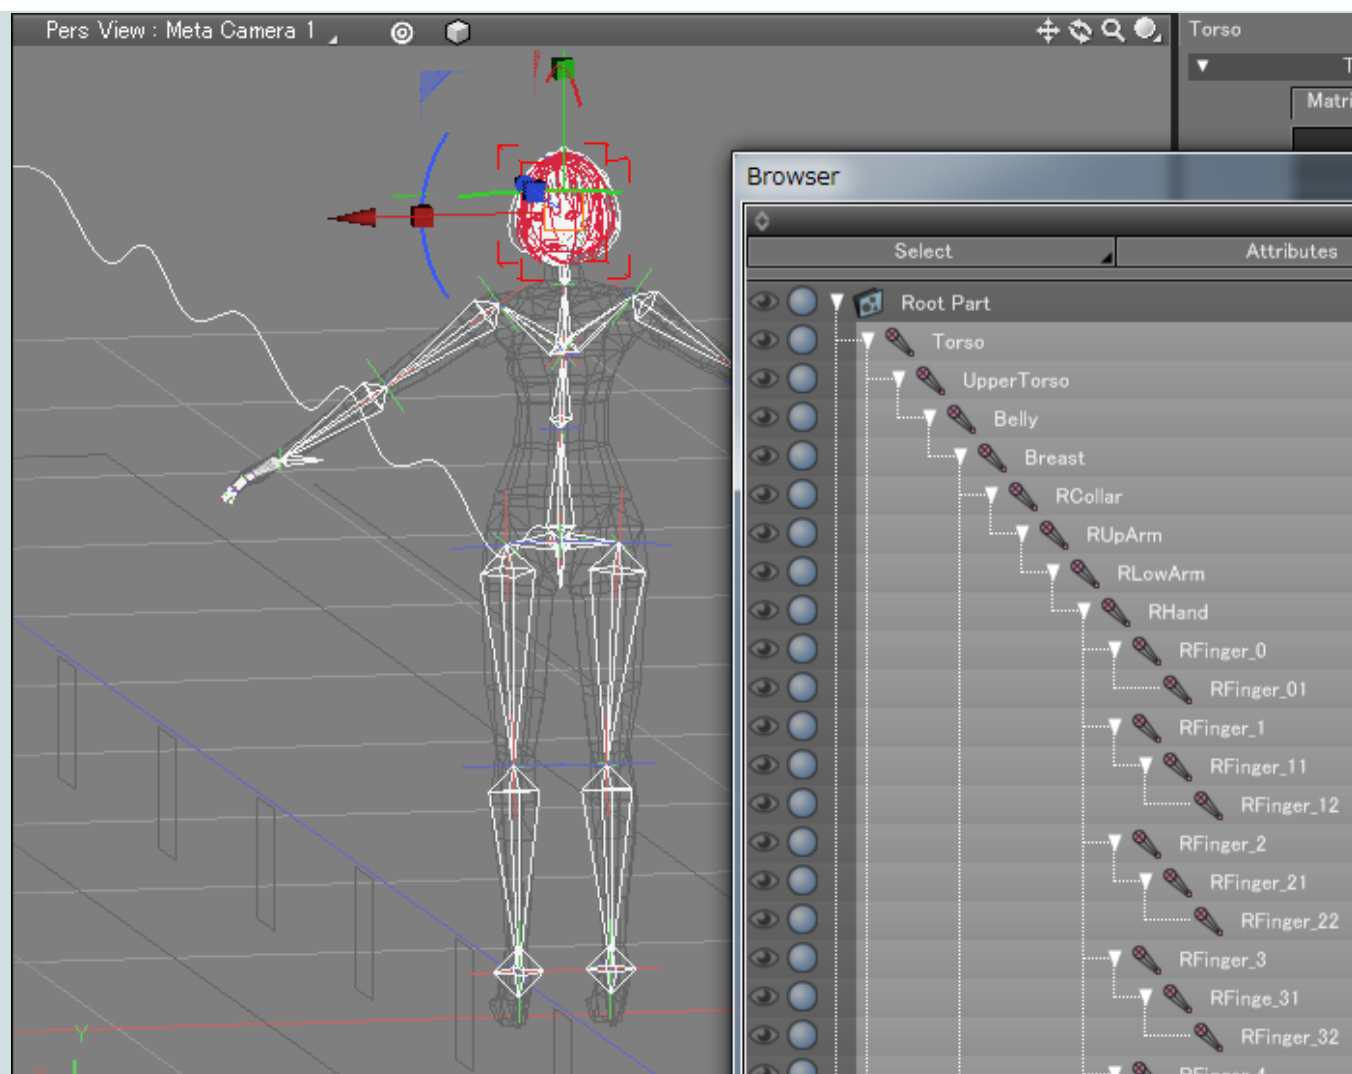 Pers View : Meta Camera 1
Torso
Matri
Browser
Select
Attributes
Root Part
Torso
UpperTorso
Belly
Breast
RCollar
RUpArm
RLowArm
RHand
RFinger_0
RFinger_01
RFinger_1
RFinger_11
RFinger_12
RFinger_2
RFinger_21
RFinger_22
RFinger_3
RFinge_31
RFinger_32
RFinger_4
Y